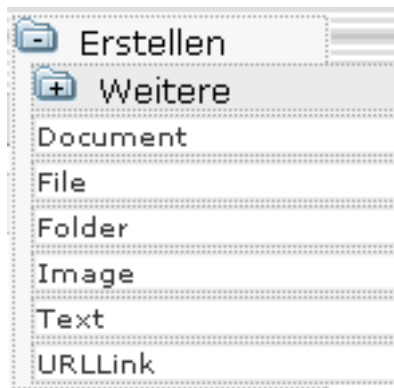 Erstellen
Weitere
Document
File
Folder
Image
Text
URLLink